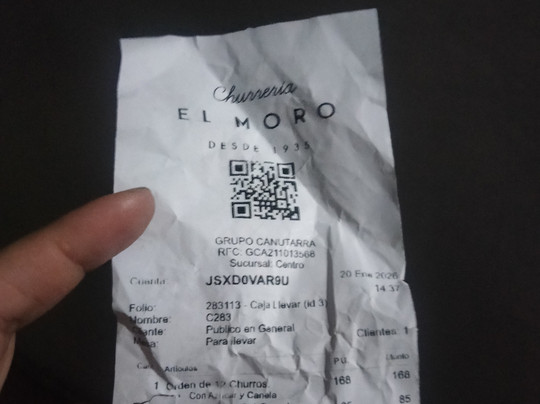 Churrería
EL MORO
DESDE 1935
GRUPO CANUTARRA
RFC. GCA211013568
Sucursal: Centro
Cuenta: JSXD0VAR9U 20 Ene 2026
14:37
Folio: 283113 - Caja Llevar (id 3)
Nombre: C283
Publico en General Clientes 1
Para llevar
Artículos P.U.
1 Orden de 12 Churros 168 168
Con Azúcar y Canela
85